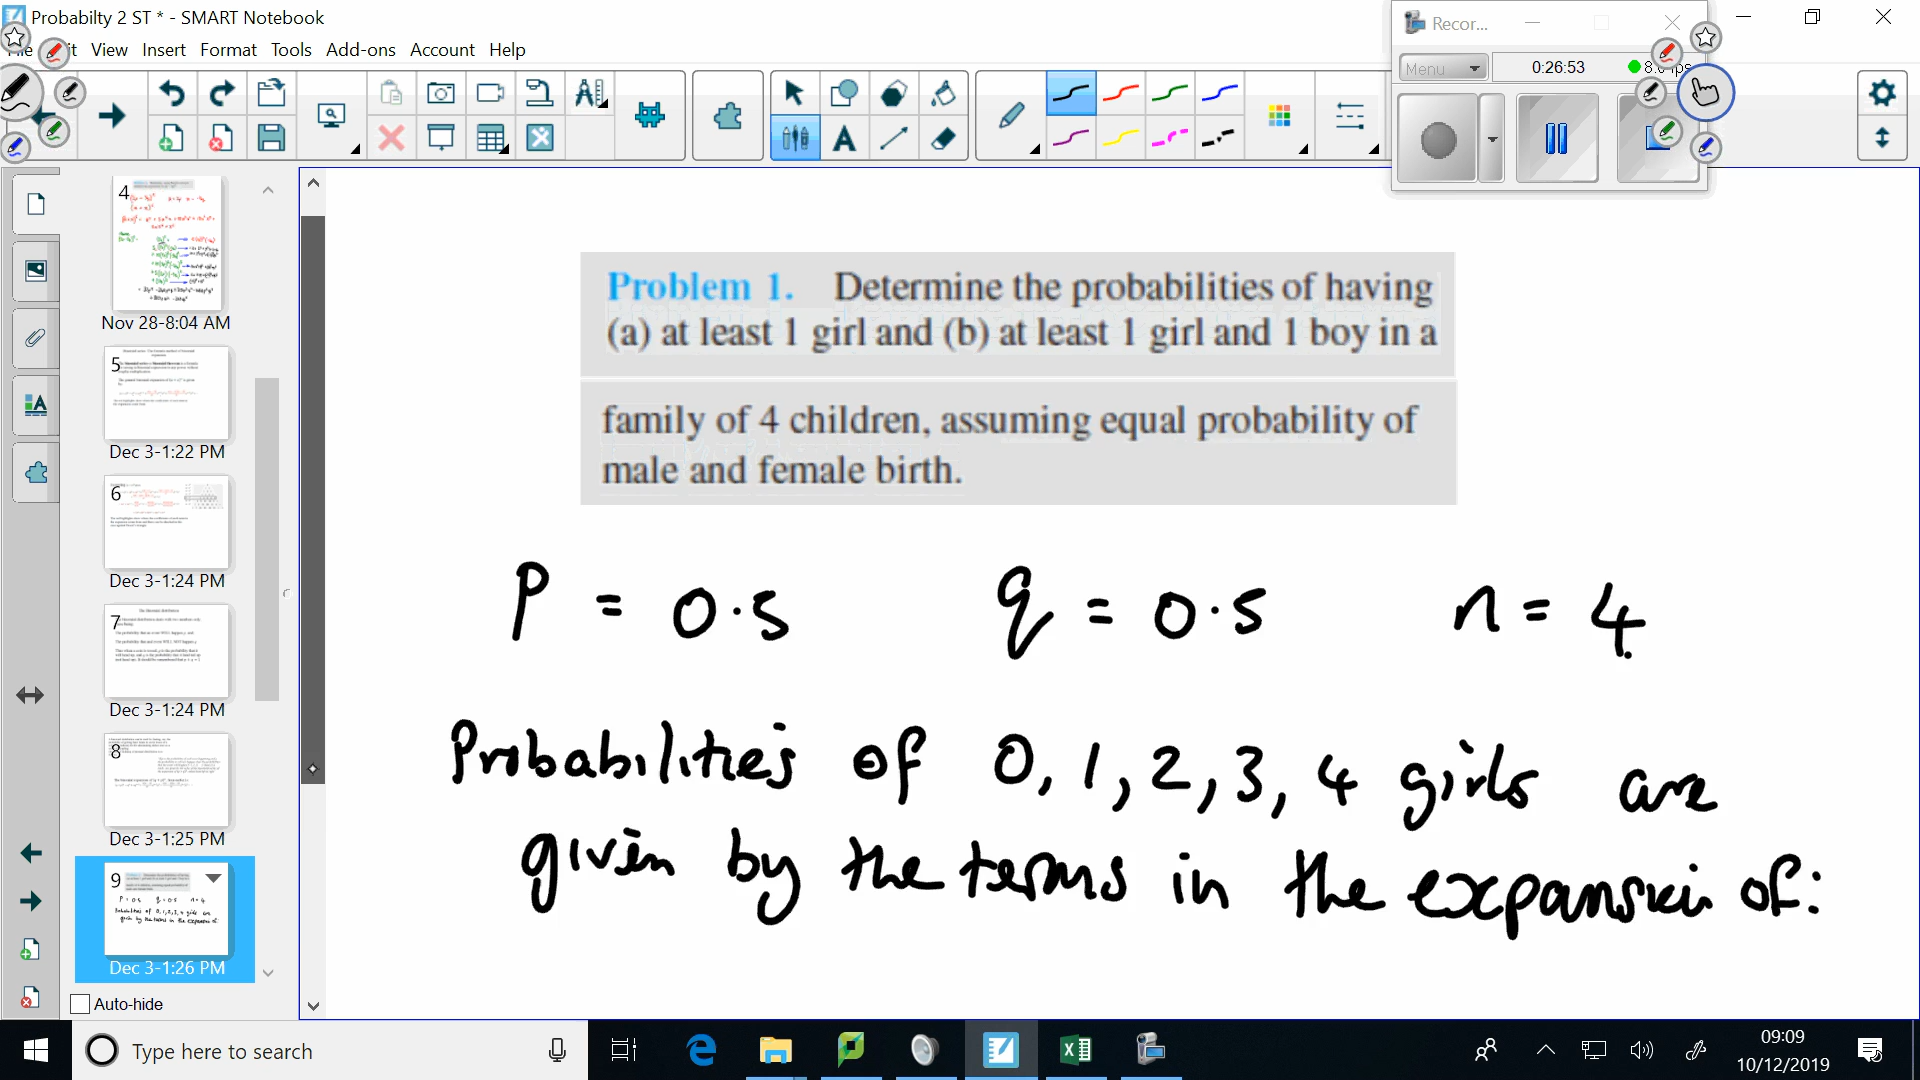 Probabilty 2 ST * - SMART Notebook
View Insert Format Tools Add-ons Account Help
Recor...
Menu
0:26:53
4
Nov 28-8:04 AM
5
Dec 3-1:22 PM
6
Dec 3-1:24 PM
7
Dec 3-1:24 PM
8
Dec 3-1:25 PM
9
Dec 3-1:26 PM
Auto-hide
Problem 1. Determine the probabilities of having
(a) at least 1 girl and (b) at least 1 girl and 1 boy in a
family of 4 children, assuming equal probability of
male and female birth.
P = 0.5 q = 0.5 n = 4
Probabilities of 0, 1, 2, 3, 4 girls are
given by the terms in the expansion of:
Type here to search
09:09
10/12/2019